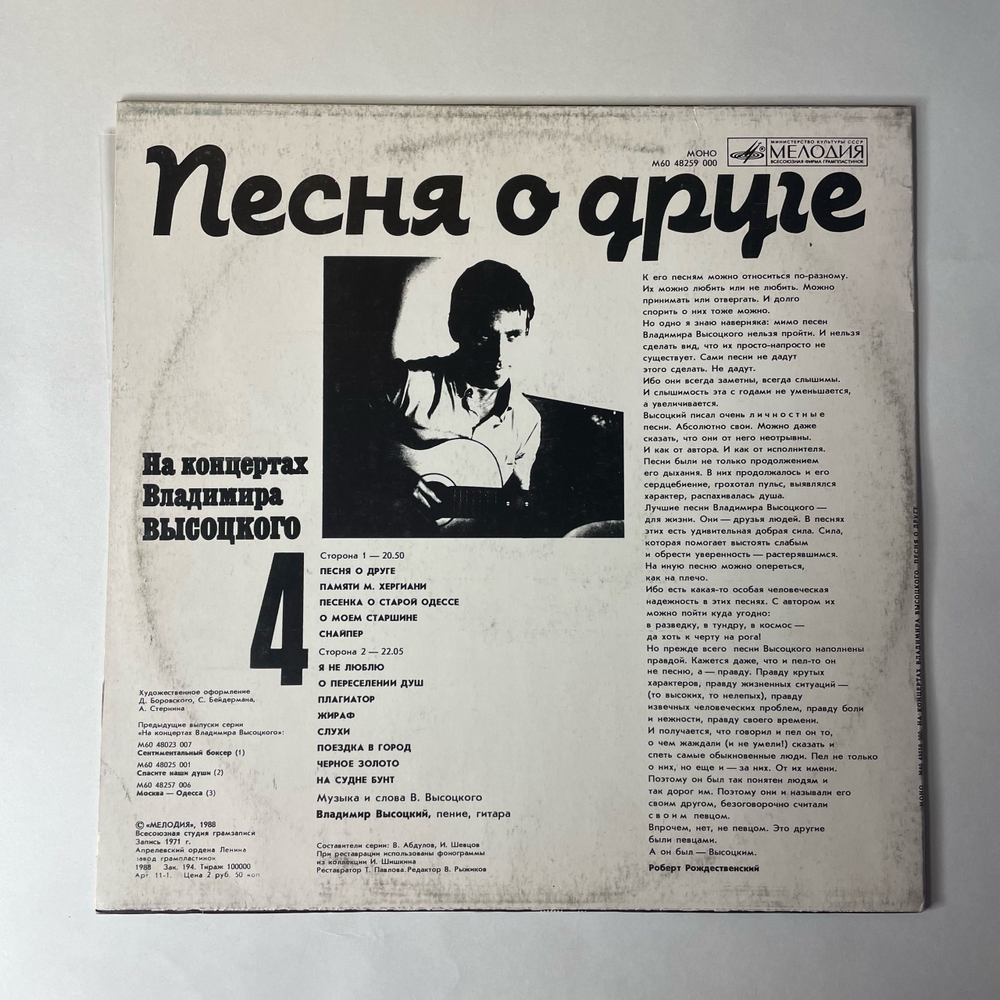 МОНО
М60 48259 000
МИНИСТЕРСТВО КУЛЬТУРЫ СССР
МЕЛОДИЯ
ВСЕСОЮЗНАЯ ФИРМА ГРАМПЛАСТИНОК
Песня о друге
На концертах
Владимира
ВЫСОЦКОГО
4
Сторона 1 — 20.50
ПЕСНЯ О ДРУГЕ
ПАМЯТИ М. ХЕРГИАНИ
ПЕСЕНКА О СТАРОЙ ОДЕССЕ
О МОЕМ СТАРШИНЕ
СНАЙПЕР
Сторона 2 — 22.05
Я НЕ ЛЮБЛЮ
О ПЕРЕСЕЛЕНИИ ДУШ
ПЛАГИАТОР
ЖИРАФ
СЛУХИ
ПОЕЗДКА В ГОРОД
ЧЕРНОЕ ЗОЛОТО
НА СУДНЕ БУНТ
Музыка и слова В. Высоцкого
Владимир Высоцкий, пение, гитара
Составители серии: В. Абдулов, И. Шевцов
При реставрации использованы фонограммы
из коллекции И. Шишкина
Реставратор Т. Павлова. Редактор В. Рыжиков
Художественное оформление
Д. Боровского, С. Бейдермана,
А. Стернина
Предыдущие выпуски серии
«На концертах Владимира Высоцкого»:
М60 48023 007
Сентиментальный боксер (1)
М60 48025 001
Спасите наши души (2)
М60 48257 006
Москва — Одесса (3)
© «МЕЛОДИЯ», 1988
Всесоюзная студия грамзаписи
Запись 1971 г.
Апрелевский ордена Ленина
завод грампластинок
1988 Зак. 194. Тираж 100000
Арт. 11-1. Цена 2 руб. 50 коп
К его песням можно относиться по-разному.
Их можно любить или не любить. Можно
принимать или отвергать. И долго
спорить о них тоже можно.
Но одно я знаю наверняка: мимо песен
Владимира Высоцкого нельзя пройти. И нельзя
сделать вид, что их просто-напросто не
существует. Сами песни не дадут
этого сделать. Не дадут.
Ибо они всегда заметны, всегда слышимы.
И слышимость эта с годами не уменьшается,
а увеличивается.
Высоцкий писал очень личностные
песни. Абсолютно свои. Можно даже
сказать, что они от него неотрывны.
И как от автора. И как от исполнителя.
Песни были не только продолжением
его дыхания. В них продолжалось и его
сердцебиение, грохотал пульс, выявлялся
характер, распахивалась душа.
Лучшие песни Владимира Высоцкого —
для жизни. Они — друзья людей. В песнях
этих есть удивительная добрая сила. Сила,
которая помогает выстоять слабым
и обрести уверенность — растерявшимся.
На иную песню можно опереться,
как на плечо.
Ибо есть какая-то особая человеческая
надежность в этих песнях. С автором их
можно пойти куда угодно:
в разведку, в тундру, в космос —
да хоть к черту на рога!
Но прежде всего песни Высоцкого наполнены
правдой. Кажется даже, что и пел-то он
не песню, а — правду. Правду крутых
характеров, правду жизненных ситуаций —
(то высоких, то нелепых), правду
извечных человеческих проблем, правду боли
и нежности, правду своего времени.
И получается, что говорил и пел он то,
о чем жаждали (и не умели!) сказать и
спеть самые обыкновенные люди. Пел не только
о них, но еще и — за них. От их имени.
Поэтому он был так понятен людям и
так дорог им. Поэтому они и называли его
своим другом, безоговорочно считали
своим певцом.
Впрочем, нет, не певцом. Это другие
были певцами.
А он был — Высоцким.
Роберт Рождественский
МОНО М60 48259 000 НА КОНЦЕРТАХ ВЛАДИМИРА ВЫСОЦКОГО. ПЕСНЯ О ДРУГЕ